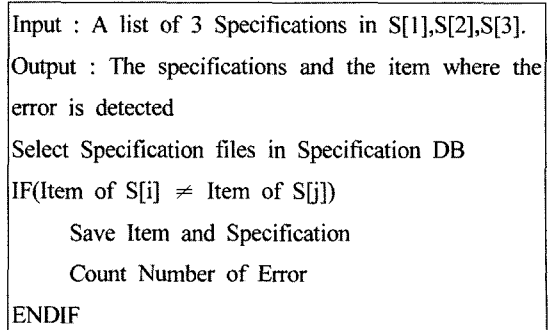 Input : A list of 3 Specifications in S[1],S[2],S[3].
Output : The specifications and the item where the
error is detected
Select Specification files in Specification DB
IF(Item of S[i] ≠ Item of S[j])
Save Item and Specification
Count Number of Error
ENDIF